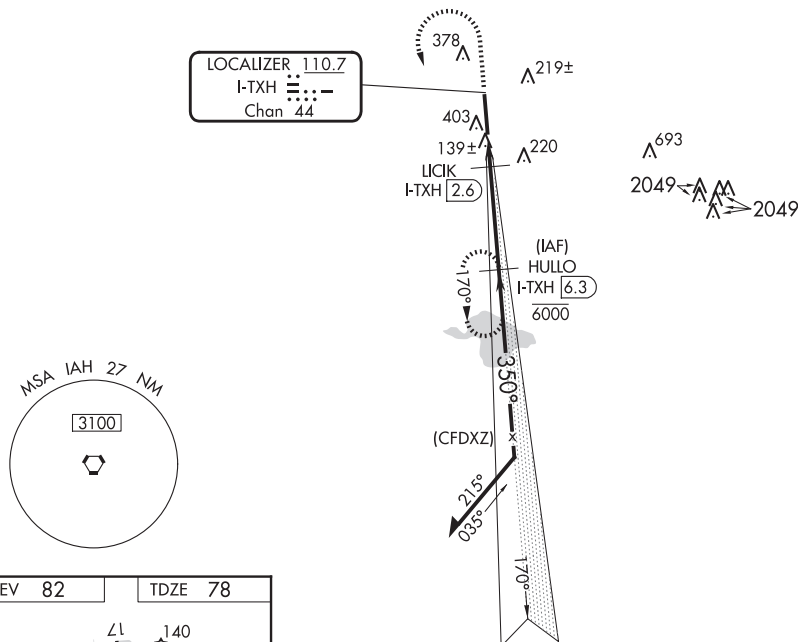 378
219±
LOCALIZER 110.7
I-TXH
Chan 44
403
139±
220
693
LICIK
I-TXH 2.6
2049
2049
(IAF)
HULLO
I-TXH 6.3
6000
170°
350°
MSA IAH 27 NM
3100
(CFDXZ)
215°
035°
170°
EV 82
TDZE 78
17
140